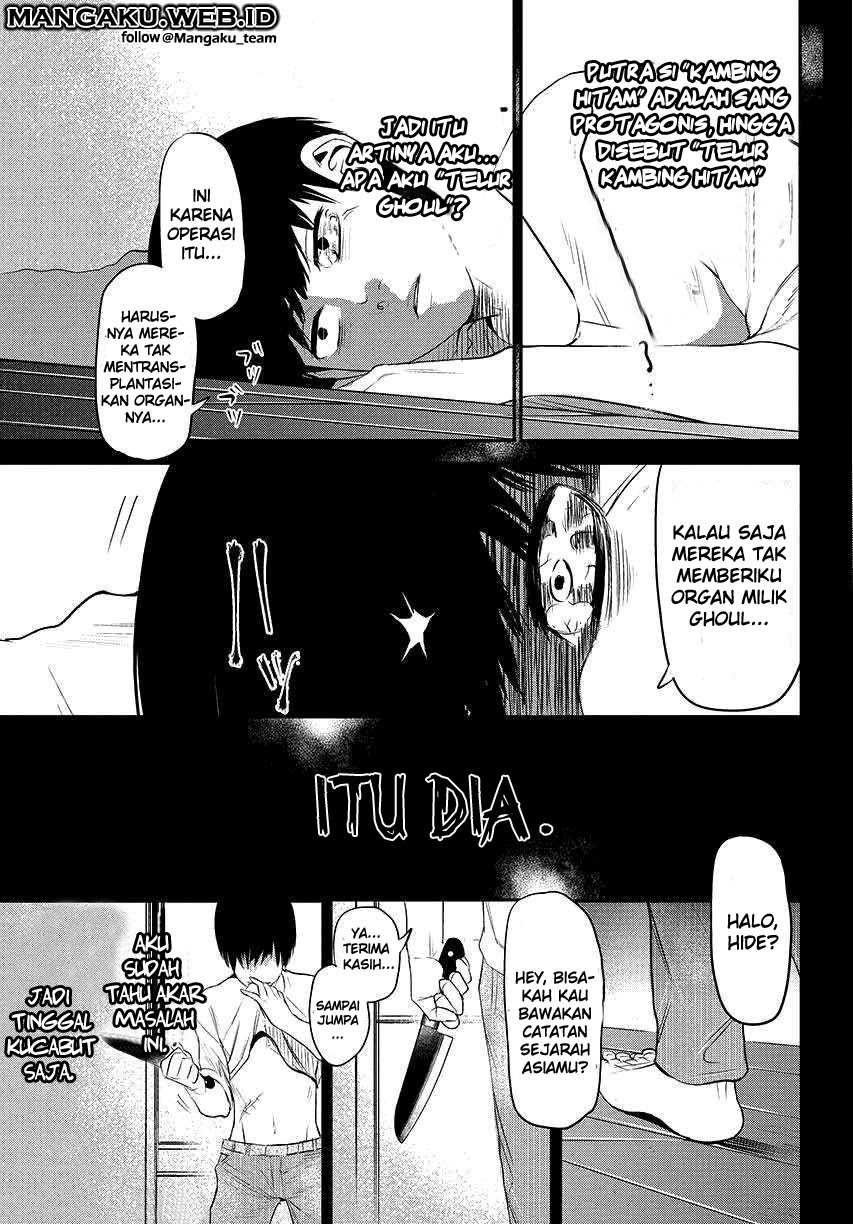 MANGAKU.WEB.ID
follow@Mangaku_team
PUTRA SI "KAMBING
HITAM" ADALAH SANG
PROTAGONIS, HINGGA
DISEBUT "TELUR
KAMBING HITAM"
JADI ITU
ARTINYA AKU...
APA AKU "TELUR
GHOUL"?
INI
KARENA
OPERASI
ITU...
HARUS-
NYA MERE-
KA TAK
MENTRANS-
PLANTASI-
KAN ORGAN-
NYA...
KALAU SAJA
MEREKA TAK
MEMBERIKU
ORGAN MILIK
GHOUL...
ITU DIA.
HALO,
HIDE?
HEY, BISA-
KAH KAU
BAWAKAN
CATATAN
SEJARAH
ASIAMU?
YA...
TERIMA
KASIH...
SAMPAI
JUMPA
...
AKU
SUDAH
TAHU AKAR
MASALAH
INI.
JADI
TINGGAL
KUCABUT
SAJA.